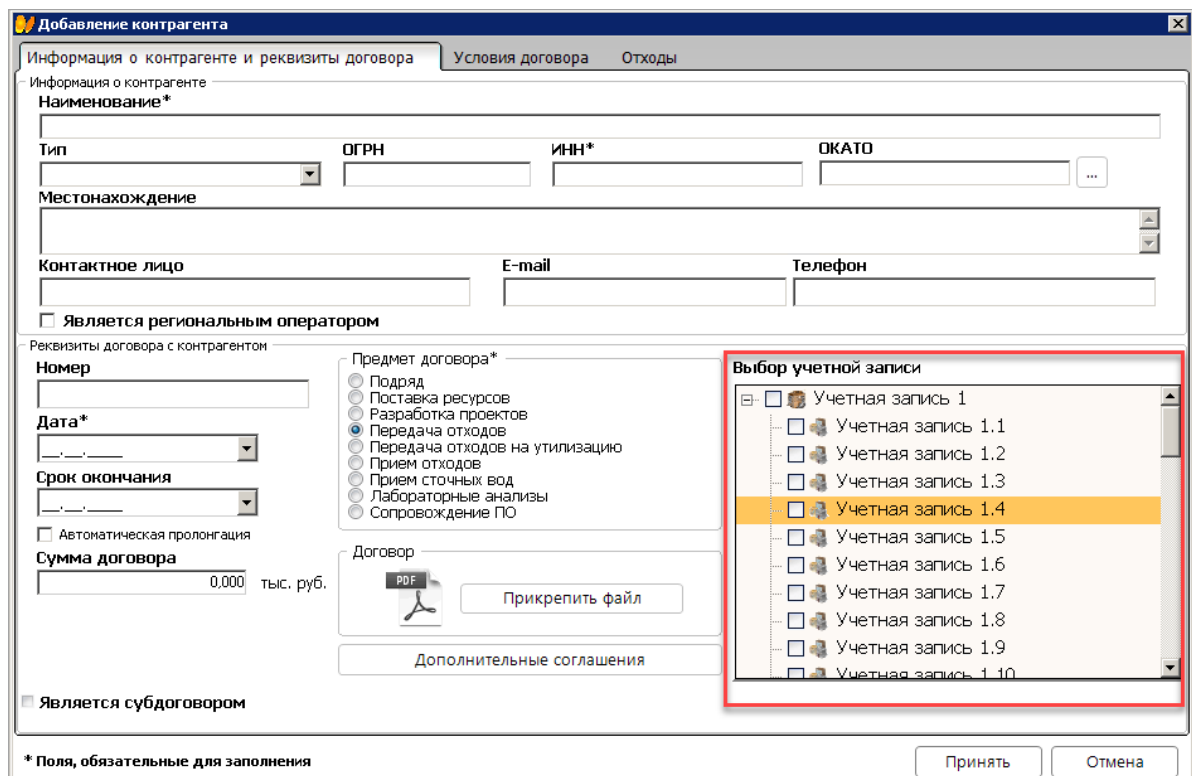 Добавление контрагента
Информация о контрагенте и реквизиты договора
Условия договора
Отходы
Информация о контрагенте
Наименование*
Тип
ОГРН
ИНН*
ОКАТО
...
Местонахождение
Контактное лицо
E-mail
Телефон
Является региональным оператором
Реквизиты договора с контрагентом
Номер
Дата*
__.__.____
Срок окончания
__.__.____
Автоматическая пролонгация
Сумма договора
0,000 тыс. руб.
Предмет договора*
Подряд
Поставка ресурсов
Разработка проектов
Передача отходов
Передача отходов на утилизацию
Прием отходов
Прием сточных вод
Лабораторные анализы
Сопровождение ПО
Договор
PDF
Прикрепить файл
Дополнительные соглашения
Выбор учетной записи
Учетная запись 1
Учетная запись 1.1
Учетная запись 1.2
Учетная запись 1.3
Учетная запись 1.4
Учетная запись 1.5
Учетная запись 1.6
Учетная запись 1.7
Учетная запись 1.8
Учетная запись 1.9
Учетная запись 1.10
Является субдоговором
* Поля, обязательные для заполнения
Принять
Отмена